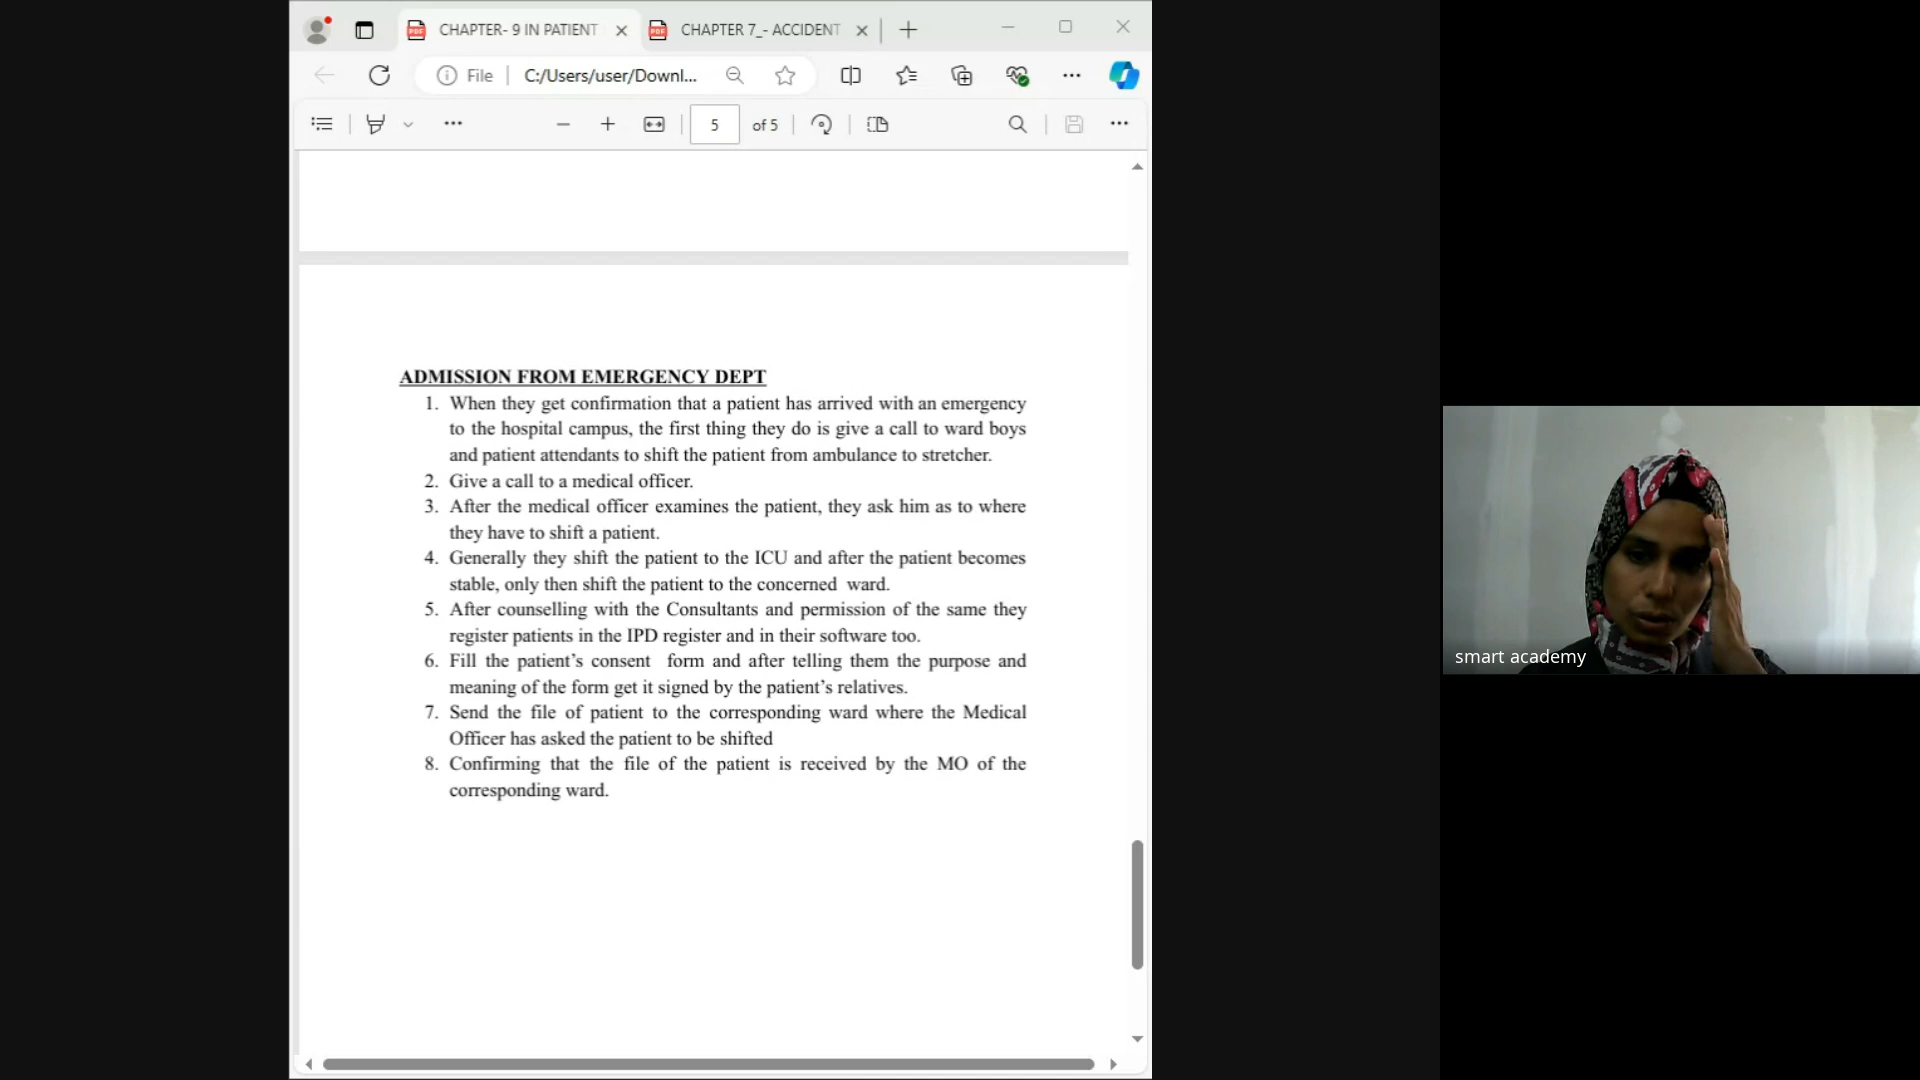 CHAPTER- 9 IN PATIENT
CHAPTER 7_- ACCIDENT
File
C:/Users/user/Downl...
5 of 5
ADMISSION FROM EMERGENCY DEPT
1. When they get confirmation that a patient has arrived with an emergency
to the hospital campus, the first thing they do is give a call to ward boys
and patient attendants to shift the patient from ambulance to stretcher.
2. Give a call to a medical officer.
3. After the medical officer examines the patient, they ask him as to where
they have to shift a patient.
4. Generally they shift the patient to the ICU and after the patient becomes
stable, only then shift the patient to the concerned ward.
5. After counselling with the Consultants and permission of the same they
register patients in the IPD register and in their software too.
6. Fill the patient’s consent form and after telling them the purpose and
meaning of the form get it signed by the patient’s relatives.
7. Send the file of patient to the corresponding ward where the Medical
Officer has asked the patient to be shifted
8. Confirming that the file of the patient is received by the MO of the
corresponding ward.
smart academy